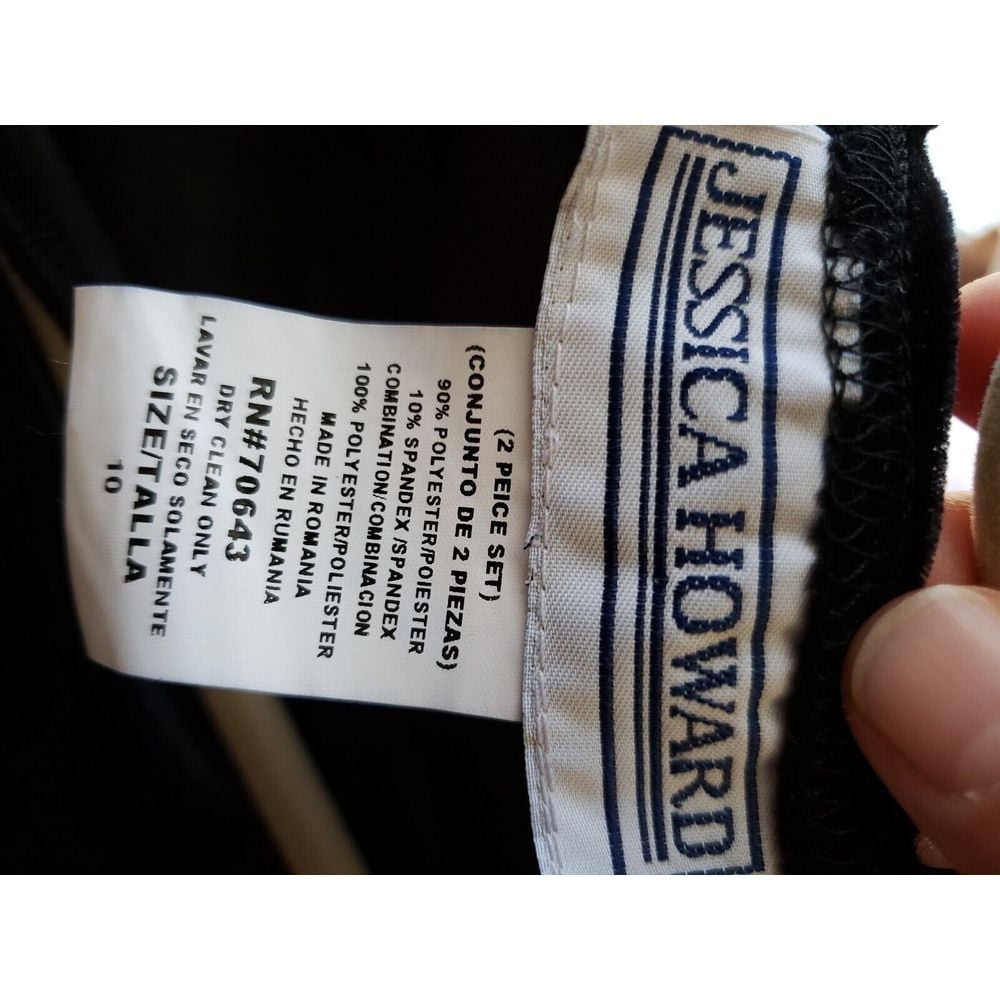 JESSICA HOWARD
(2 PEICE SET)
(CONJUNTO DE 2 PIEZAS)
90% POLYESTER/POIESTER
10% SPANDEX /SPANDEX
COMBINATION/COMBINACION
100% POLYESTER/POLIESTER
MADE IN ROMANIA
HECHO EN RUMANIA
RN#70643
DRY CLEAN ONLY
LAVAR EN SECO SOLAMENTE
SIZE/TALLA
10